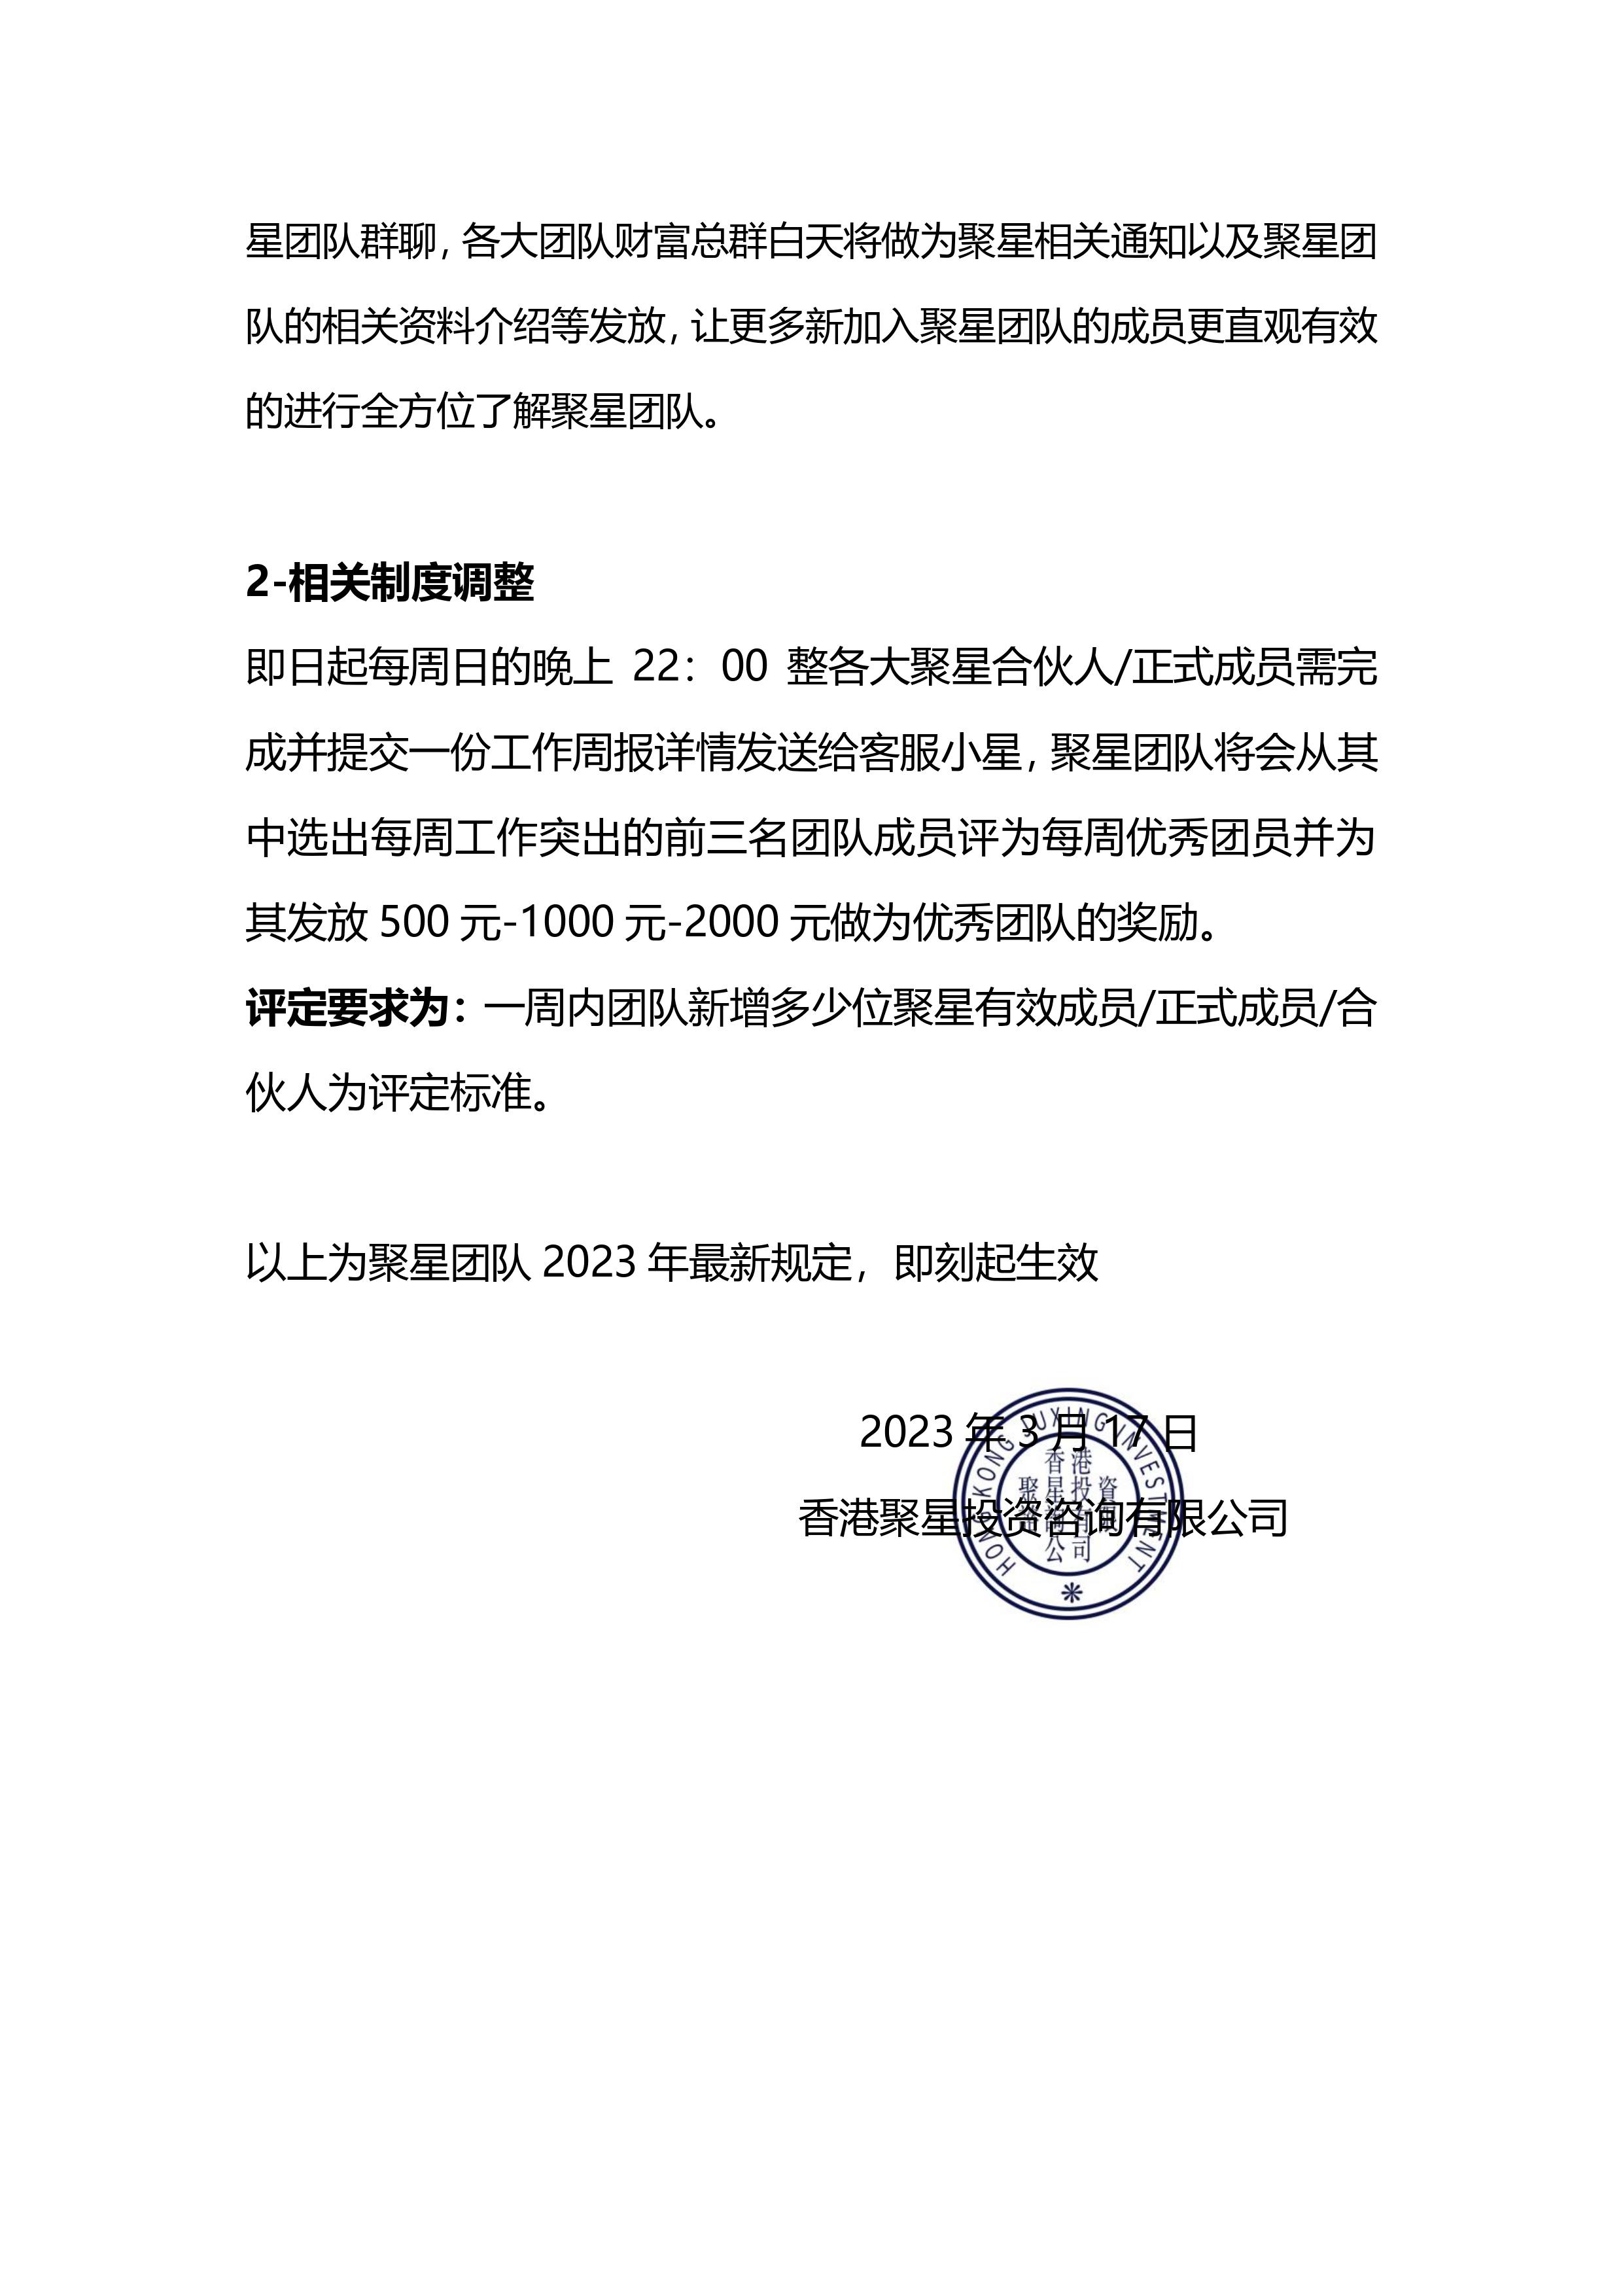 星团队群聊，各大团队财富总群白天将做为聚星相关通知以及聚星团
队的相关资料介绍等发放，让更多新加入聚星团队的成员更直观有效
的进行全方位了解聚星团队。
2-相关制度调整
即日起每周日的晚上 22：00 整各大聚星合伙人/正式成员需完
成并提交一份工作周报详情发送给客服小星，聚星团队将会从其
中选出每周工作突出的前三名团队成员评为每周优秀团员并为
其发放 500 元-1000 元-2000 元做为优秀团队的奖励。
评定要求为：一周内团队新增多少位聚星有效成员/正式成员/合
伙人为评定标准。
以上为聚星团队 2023 年最新规定，即刻起生效
2023 年 3 月 17 日
香港聚星投资咨询有限公司
HONG KONG JUXING INVESTMENT
香港
聚星投資
諮詢有限
公司